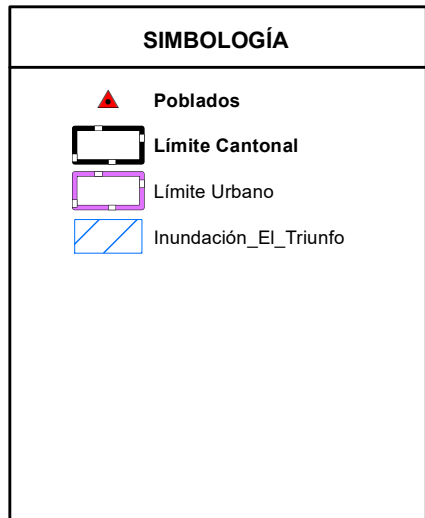 SIMBOLOGÍA
Poblados
Límite Cantonal
Límite Urbano
Inundación_El_Triunfo